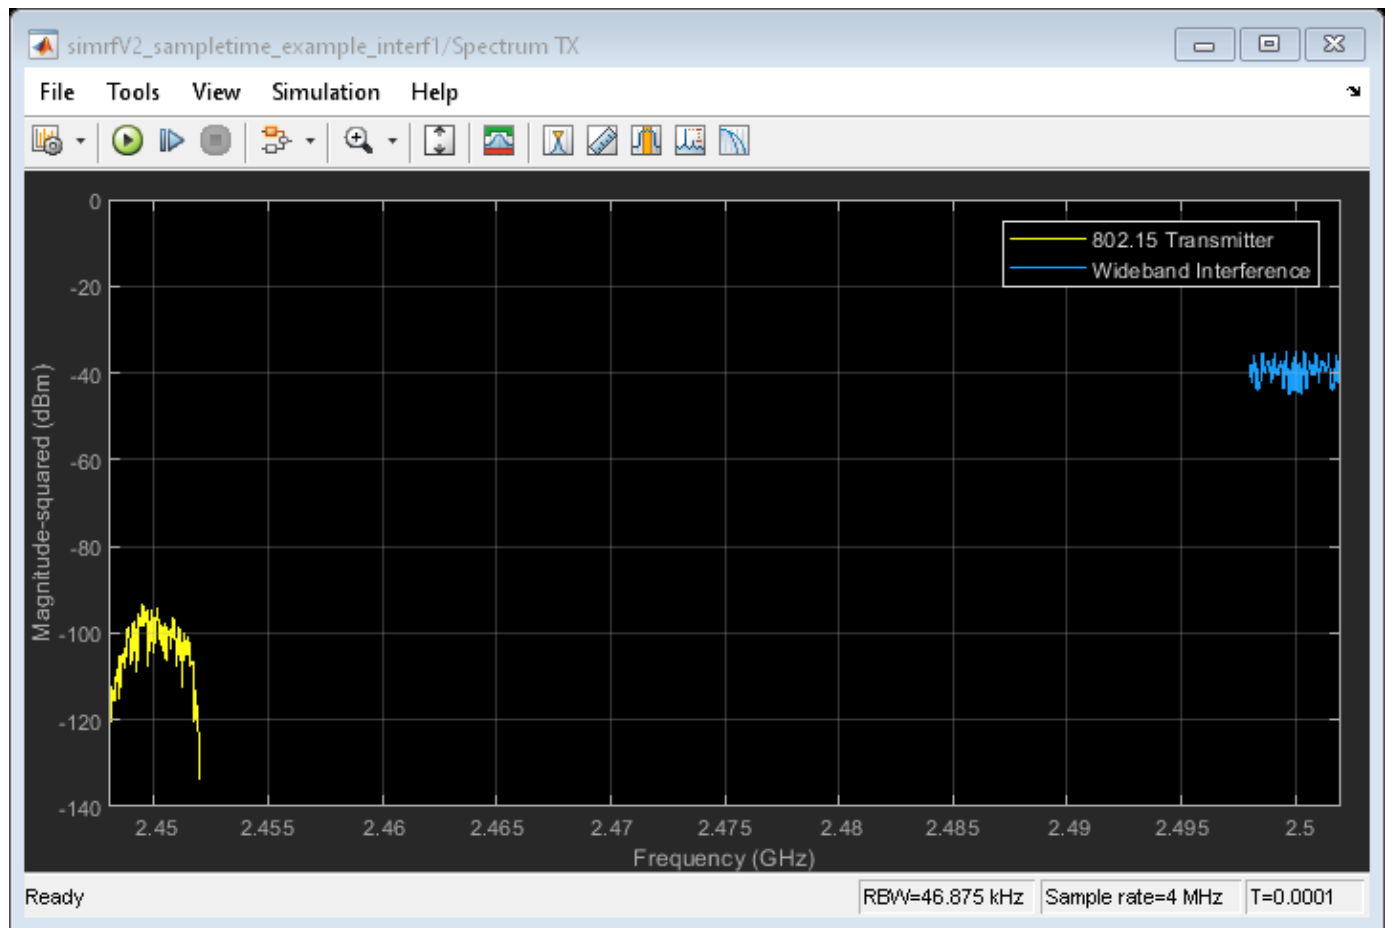 simrfV2_sampletime_example_interf1/Spectrum TX
File Tools View Simulation Help
0
-20
-40
-60
-80
-100
-120
-140
Magnitude-squared (dBm)
802.15 Transmitter
Wideband Interference
2.45 2.455 2.46 2.465 2.47 2.475 2.48 2.485 2.49 2.495 2.5
Frequency (GHz)
Ready RBW=46.875 kHz Sample rate=4 MHz T=0.0001